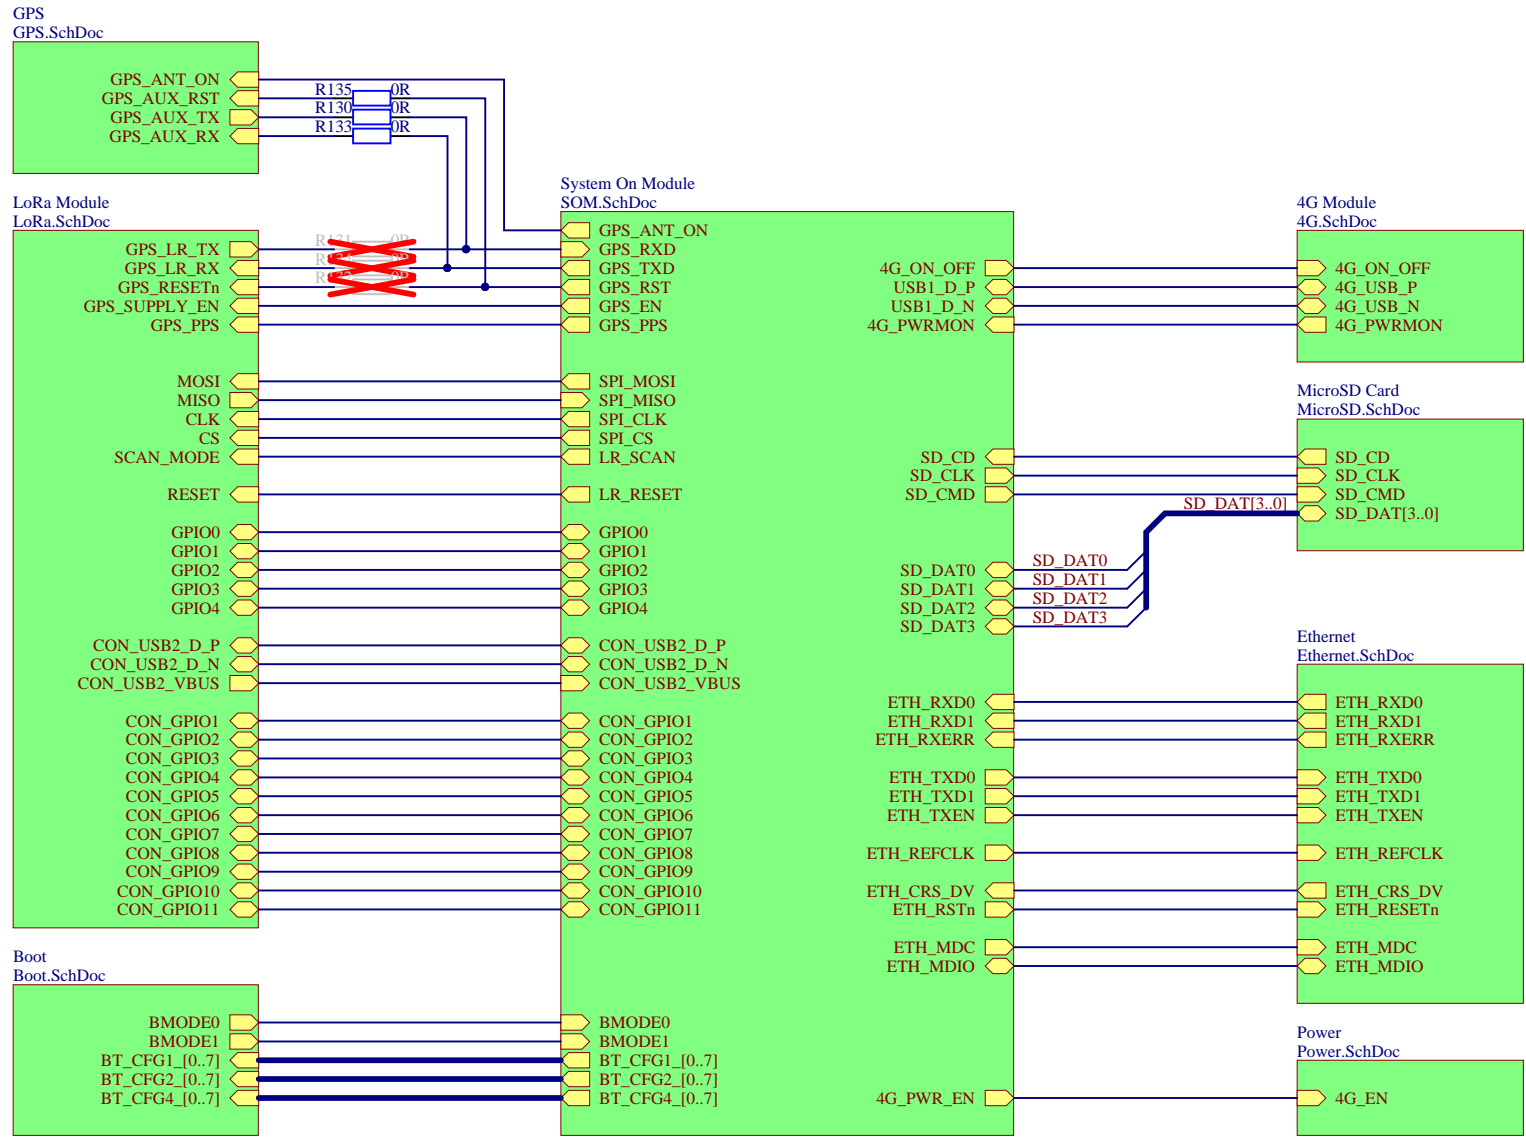 GPS
GPS.SchDoc
GPS_ANT_ON
GPS_AUX_RST
GPS_AUX_TX
GPS_AUX_RX
R135 0R
R130 0R
R133 0R
LoRa Module
LoRa.SchDoc
GPS_LR_TX
GPS_LR_RX
GPS_RESETn
GPS_SUPPLY_EN
GPS_PPS
MOSI
MISO
CLK
CS
SCAN_MODE
RESET
GPIO0
GPIO1
GPIO2
GPIO3
GPIO4
CON_USB2_D_P
CON_USB2_D_N
CON_USB2_VBUS
CON_GPIO1
CON_GPIO2
CON_GPIO3
CON_GPIO4
CON_GPIO5
CON_GPIO6
CON_GPIO7
CON_GPIO8
CON_GPIO9
CON_GPIO10
CON_GPIO11
Boot
Boot.SchDoc
BMODE0
BMODE1
BT_CFG1_[0..7]
BT_CFG2_[0..7]
BT_CFG4_[0..7]
System On Module
SOM.SchDoc
GPS_ANT_ON
GPS_RXD
GPS_TXD
GPS_RST
GPS_EN
GPS_PPS
SPI_MOSI
SPI_MISO
SPI_CLK
SPI_CS
LR_SCAN
LR_RESET
GPIO0
GPIO1
GPIO2
GPIO3
GPIO4
CON_USB2_D_P
CON_USB2_D_N
CON_USB2_VBUS
CON_GPIO1
CON_GPIO2
CON_GPIO3
CON_GPIO4
CON_GPIO5
CON_GPIO6
CON_GPIO7
CON_GPIO8
CON_GPIO9
CON_GPIO10
CON_GPIO11
BMODE0
BMODE1
BT_CFG1_[0..7]
BT_CFG2_[0..7]
BT_CFG4_[0..7]
4G_ON_OFF
USB1_D_P
USB1_D_N
4G_PWRMON
SD_CD
SD_CLK
SD_CMD
SD_DAT0
SD_DAT1
SD_DAT2
SD_DAT3
ETH_RXD0
ETH_RXD1
ETH_RXERR
ETH_TXD0
ETH_TXD1
ETH_TXEN
ETH_REFCLK
ETH_CRS_DV
ETH_RSTn
ETH_MDC
ETH_MDIO
4G_PWR_EN
SD_DAT[3..0]
SD_DAT0
SD_DAT1
SD_DAT2
SD_DAT3
4G Module
4G.SchDoc
4G_ON_OFF
4G_USB_P
4G_USB_N
4G_PWRMON
MicroSD Card
MicroSD.SchDoc
SD_CD
SD_CLK
SD_CMD
SD_DAT[3..0]
Ethernet
Ethernet.SchDoc
ETH_RXD0
ETH_RXD1
ETH_RXERR
ETH_TXD0
ETH_TXD1
ETH_TXEN
ETH_REFCLK
ETH_CRS_DV
ETH_RESETn
ETH_MDC
ETH_MDIO
Power
Power.SchDoc
4G_EN